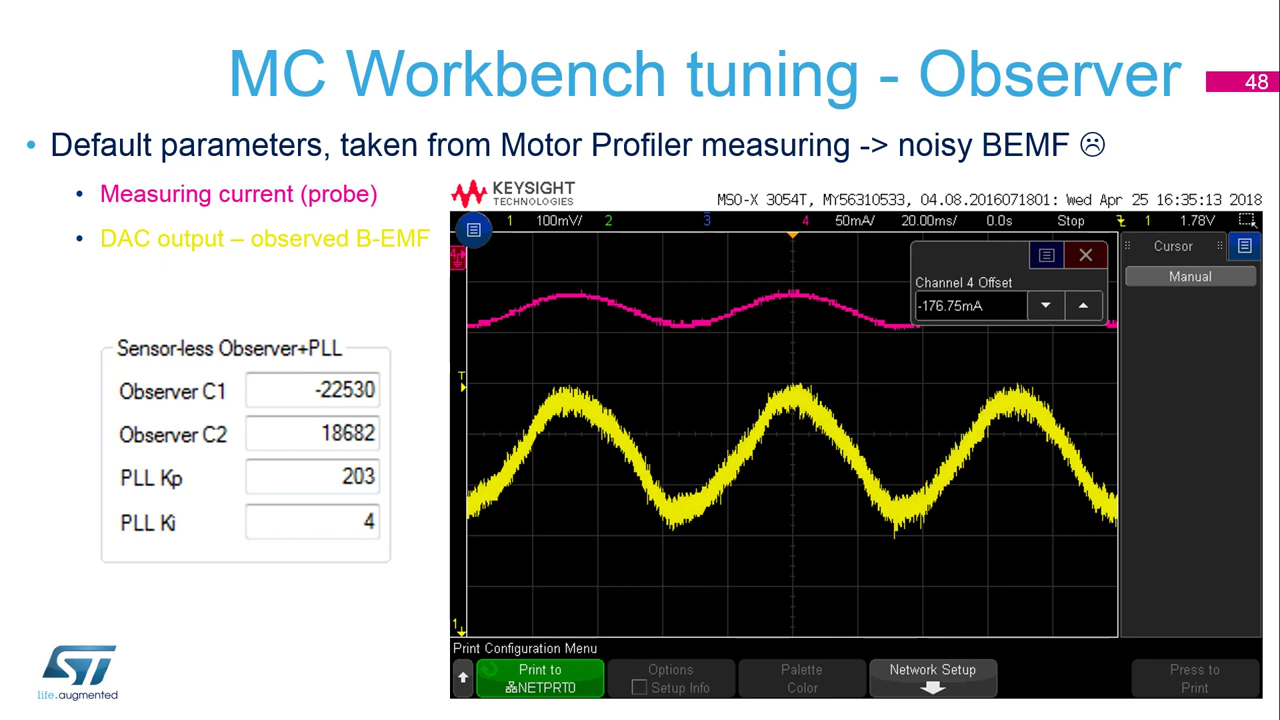 MC Workbench tuning - Observer
48
• Default parameters, taken from Motor Profiler measuring -> noisy BEMF ☹
• Measuring current (probe)
• DAC output – observed B-EMF
Sensor-less Observer+PLL
Observer C1 -22530
Observer C2 18682
PLL Kp 203
PLL Ki 4
KEYSIGHT
TECHNOLOGIES
MSO-X 3054T, MY56310533, 04.08.2016071801: Wed Apr 25 16:35:13 2018
1 100mV/ 2 3 4 50mA/ 20.00ms/ 0.0s Stop 1 1.78V
Cursor
Manual
Channel 4 Offset
-176.75mA
T
1
Print Configuration Menu
Print to
NETPRT0
Options
Setup Info
Palette
Color
Network Setup
Press to
Print
ST
life.augmented